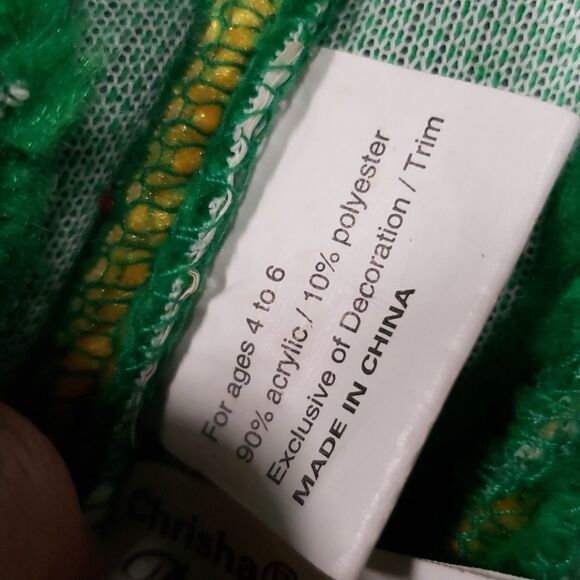 For ages 4 to 6
90% acrylic / 10% polyester
Exclusive of Decoration / Trim
MADE IN CHINA
Chrisha®